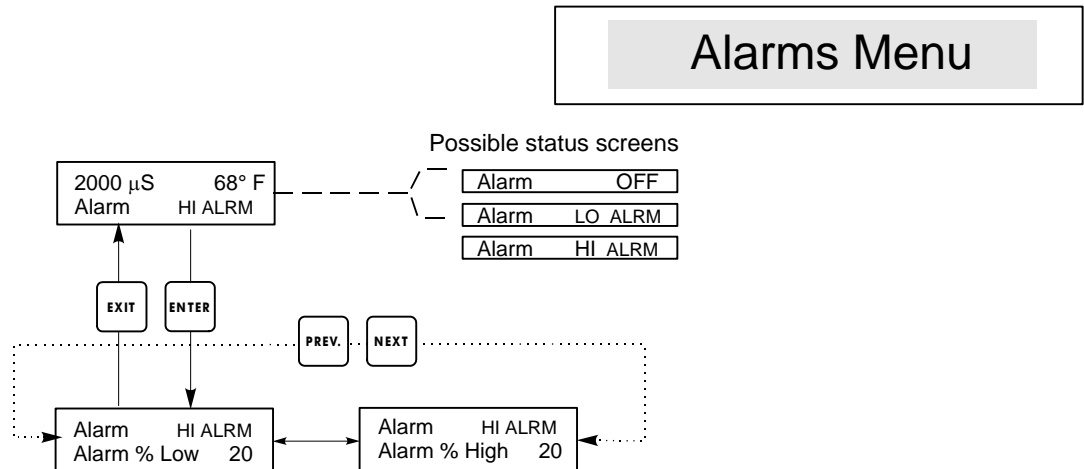 Alarms Menu
Possible status screens
2000 μS 68° F
Alarm HI ALRM
Alarm OFF
Alarm LO ALRM
Alarm HI ALRM
EXIT
ENTER
PREV.
NEXT
Alarm HI ALRM
Alarm % Low 20
Alarm HI ALRM
Alarm % High 20